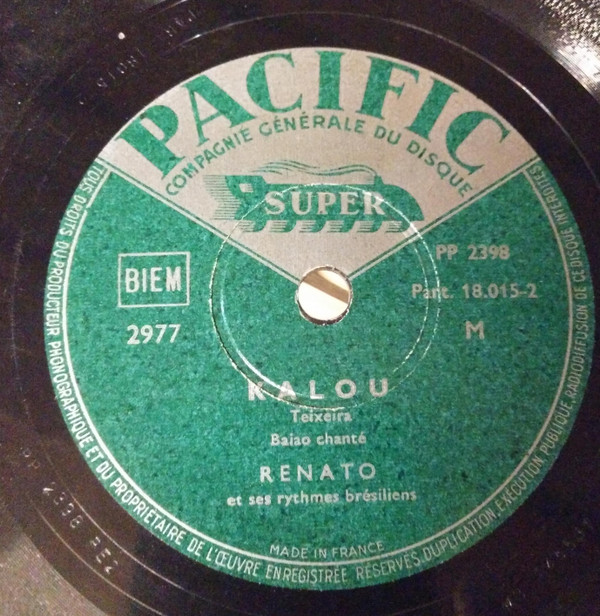 PACIFIC
COMPAGNIE GÉNÉRALE DU DISQUE
SUPER
BIEM
2977
PP 2398
Part. 18.015-2
M
KALOU
Teixeira
Baiao chanté
RENATO
et ses rythmes brésiliens
MADE IN FRANCE
TOUS DROITS DU PRODUCTEUR PHONOGRAPHIQUE ET DU PROPRIÉTAIRE DE L'ŒUVRE ENREGISTRÉE RÉSERVÉS. DUPLICATION. EXÉCUTION PUBLIQUE RADIODIFFUSION DE CE DISQUE INTERDITES